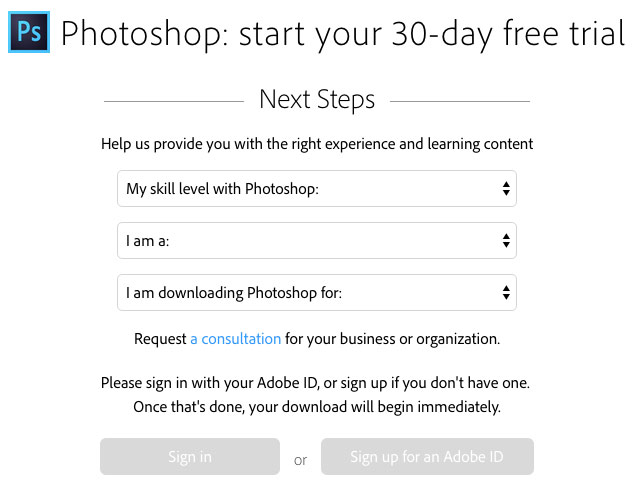 Ps Photoshop: start your 30-day free trial
Next Steps
Help us provide you with the right experience and learning content
My skill level with Photoshop:
I am a:
I am downloading Photoshop for:
Request a consultation for your business or organization.
Please sign in with your Adobe ID, or sign up if you don't have one.
Once that's done, your download will begin immediately.
Sign in or Sign up for an Adobe ID